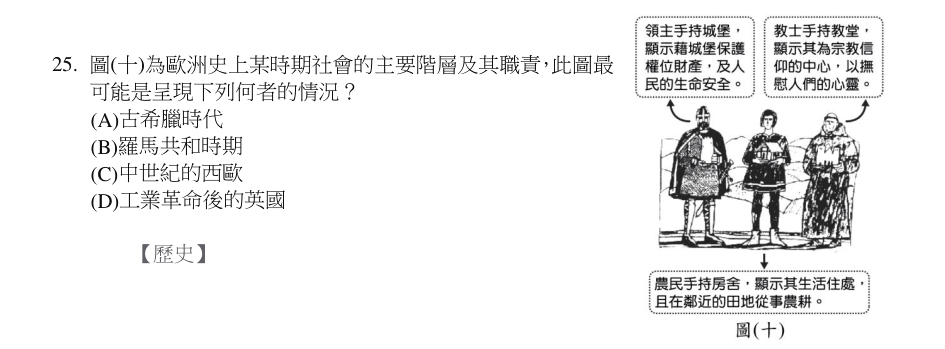 25. 圖(十)為歐洲史上某時期社會的主要階層及其職責，此圖最
可能是呈現下列何者的情況？
(A)古希臘時代
(B)羅馬共和時期
(C)中世紀的西歐
(D)工業革命後的英國
【歷史】
領主手持城堡，
顯示藉城堡保護
權位財產，及人
民的生命安全。
教士手持教堂，
顯示其為宗教信
仰的中心，以撫
慰人們的心靈。
農民手持房舍，顯示其生活住處，
且在鄰近的田地從事農耕。
圖(十)